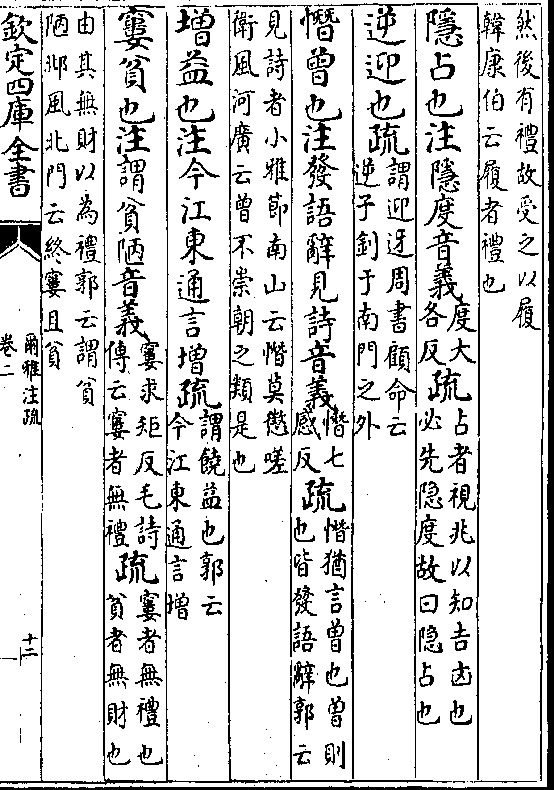 然後有禮故受之以履
韓康伯云履者禮也
隱占也注隱度音義度大各反疏占者視兆以知吉凶也必先隐度故曰隐占也
逆迎也疏謂迎迓周書顧命云逆子釗于南門之外
憯曾也注發語辭見詩音義憯七感反疏憯猶言曽也曽則也皆發語辭郭云
見詩者小雅節南山云憯莫懲嗟
衛風河廣云曾不崇朝之類是也
增益也注今江東通言增疏謂饒益也郭云今江東通言增
窶貧也注謂貧陋音義窶求矩反毛詩傳云窶者無禮疏窶者無禮也貧者無財也
由其無財以為禮郭云謂貧
陋邶風北門云終窶且貧
欽定四庫全書
爾雅注疏
卷二
十二